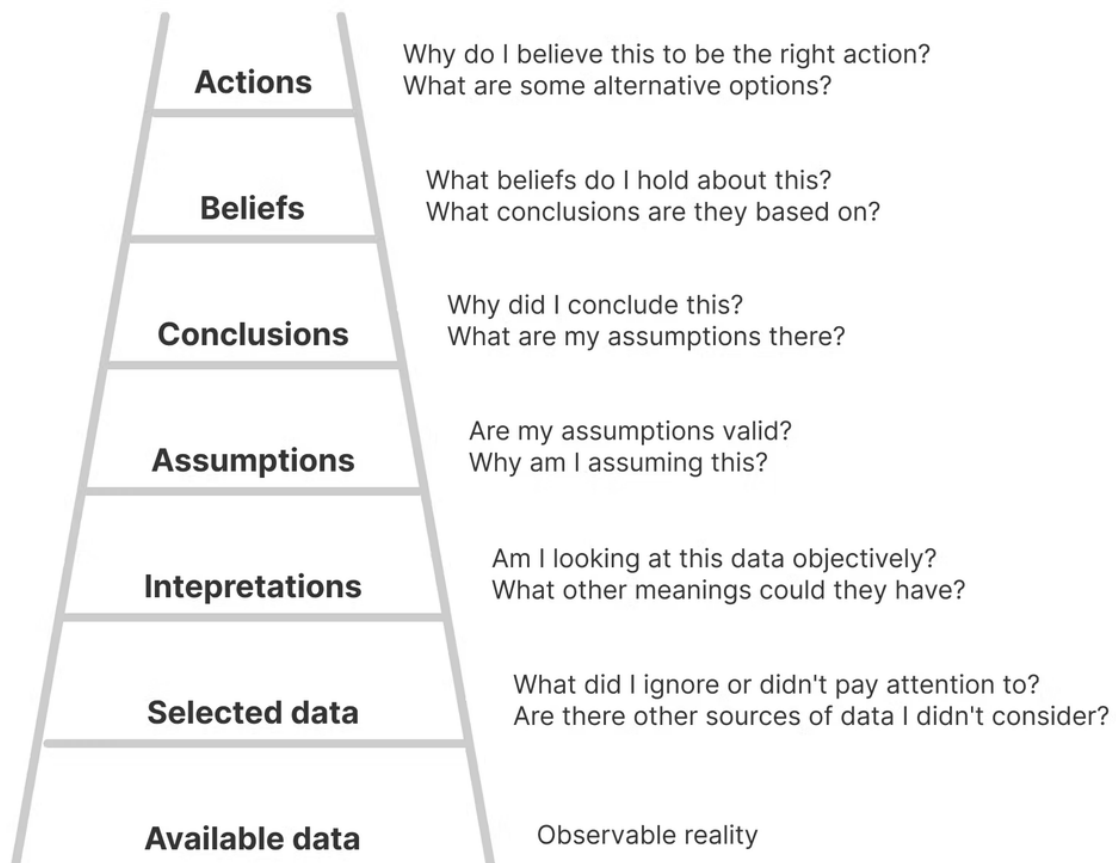 Actions
Why do I believe this to be the right action?
What are some alternative options?
Beliefs
What beliefs do I hold about this?
What conclusions are they based on?
Conclusions
Why did I conclude this?
What are my assumptions there?
Assumptions
Are my assumptions valid?
Why am I assuming this?
Intepretations
Am I looking at this data objectively?
What other meanings could they have?
Selected data
What did I ignore or didn't pay attention to?
Are there other sources of data I didn't consider?
Available data
Observable reality